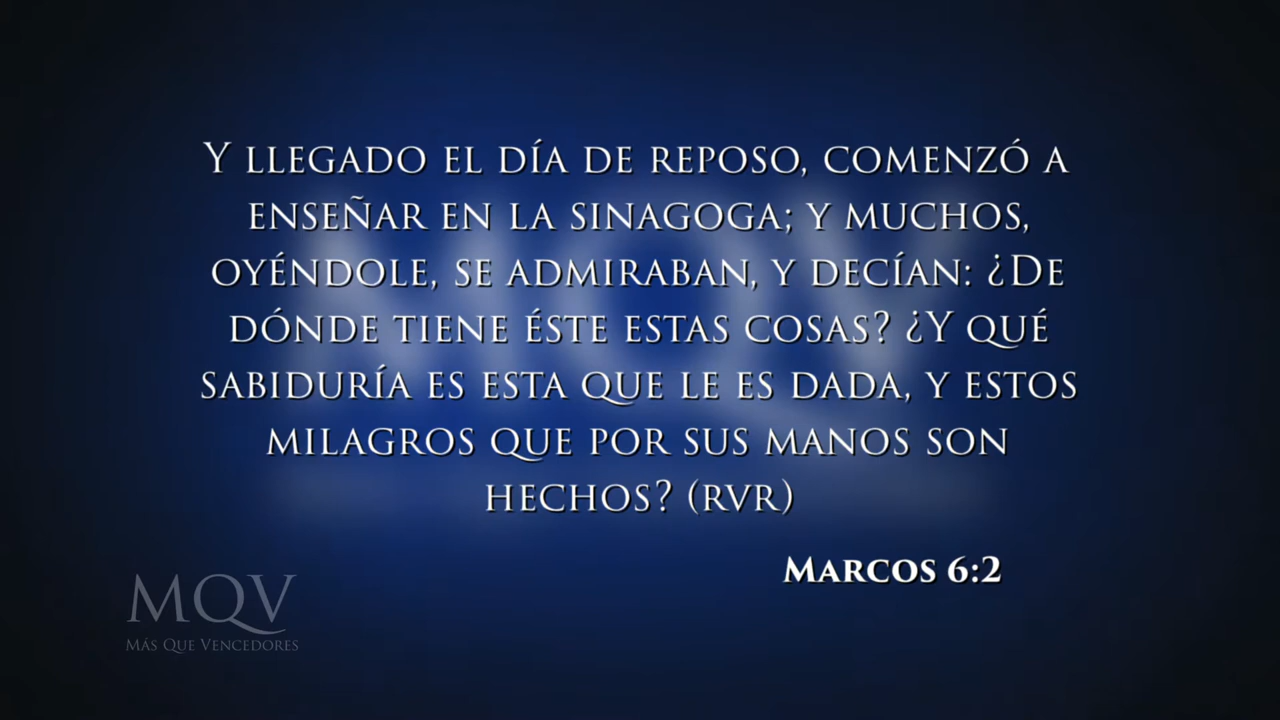 Y llegado el día de reposo, comenzó a
enseñar en la sinagoga; y muchos,
oyéndole, se admiraban, y decían: ¿De
dónde tiene éste estas cosas? ¿Y qué
sabiduría es esta que le es dada, y estos
milagros que por sus manos son
hechos? (rvr)
Marcos 6:2
MQV
Más Que Vencedores